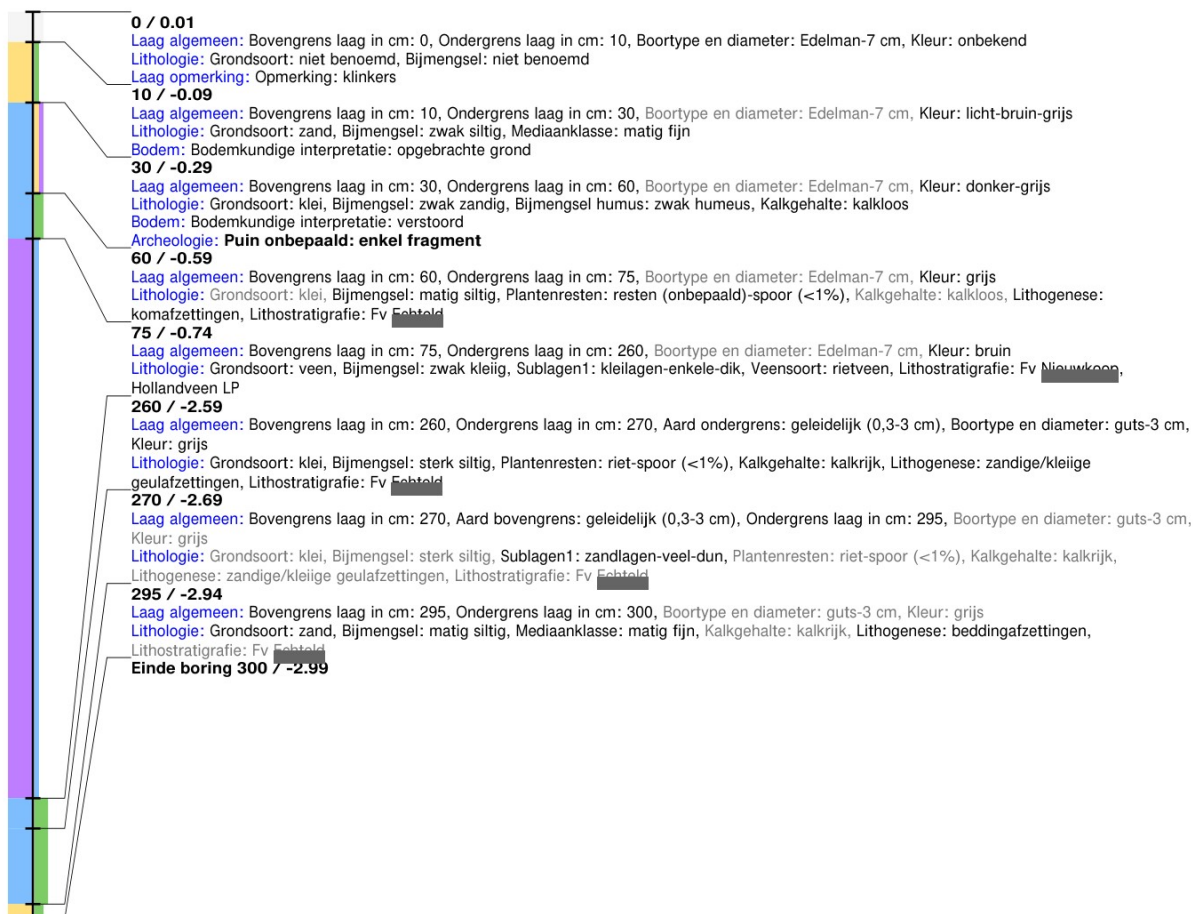 0 / 0.01
Laag algemeen: Bovengrens laag in cm: 0, Ondergrens laag in cm: 10, Boortype en diameter: Edelman-7 cm, Kleur: onbekend
Lithologie: Grondsoort: niet benoemd, Bijmengsel: niet benoemd
Laag opmerking: Opmerking: klinkers
10 / -0.09
Laag algemeen: Bovengrens laag in cm: 10, Ondergrens laag in cm: 30, Boortype en diameter: Edelman-7 cm, Kleur: licht-bruin-grijs
Lithologie: Grondsoort: zand, Bijmengsel: zwak siltig, Mediaanklasse: matig fijn
Bodem: Bodemkundige interpretatie: opgebrachte grond
30 / -0.29
Laag algemeen: Bovengrens laag in cm: 30, Ondergrens laag in cm: 60, Boortype en diameter: Edelman-7 cm, Kleur: donker-grijs
Lithologie: Grondsoort: klei, Bijmengsel: zwak zandig, Bijmengsel humus: zwak humeus, Kalkgehalte: kalkloos
Bodem: Bodemkundige interpretatie: verstoord
Archeologie: Puin onbepaald: enkel fragment
60 / -0.59
Laag algemeen: Bovengrens laag in cm: 60, Ondergrens laag in cm: 75, Boortype en diameter: Edelman-7 cm, Kleur: grijs
Lithologie: Grondsoort: klei, Bijmengsel: matig siltig, Plantenresten: resten (onbepaald)-spoor (<1%), Kalkgehalte: kalkloos, Lithogenese:
komafzettingen, Lithostratigrafie: Fv
75 / -0.74
Laag algemeen: Bovengrens laag in cm: 75, Ondergrens laag in cm: 260, Boortype en diameter: Edelman-7 cm, Kleur: bruin
Lithologie: Grondsoort: veen, Bijmengsel: zwak kleiig, Sublagen1: kleilagen-enkele-dik, Veensoort: rietveen, Lithostratigrafie: Fv
Hollandveen LP
260 / -2.59
Laag algemeen: Bovengrens laag in cm: 260, Ondergrens laag in cm: 270, Aard ondergrens: geleidelijk (0,3-3 cm), Boortype en diameter: guts-3 cm,
Kleur: grijs
Lithologie: Grondsoort: klei, Bijmengsel: sterk siltig, Plantenresten: riet-spoor (<1%), Kalkgehalte: kalkrijk, Lithogenese: zandige/kleiige
geulafzettingen, Lithostratigrafie: Fv
270 / -2.69
Laag algemeen: Bovengrens laag in cm: 270, Aard bovengrens: geleidelijk (0,3-3 cm), Ondergrens laag in cm: 295, Boortype en diameter: guts-3 cm,
Kleur: grijs
Lithologie: Grondsoort: klei, Bijmengsel: sterk siltig, Sublagen1: zandlagen-veel-dun, Plantenresten: riet-spoor (<1%), Kalkgehalte: kalkrijk,
Lithogenese: zandige/kleiige geulafzettingen, Lithostratigrafie: Fv
295 / -2.94
Laag algemeen: Bovengrens laag in cm: 295, Ondergrens laag in cm: 300, Boortype en diameter: guts-3 cm, Kleur: grijs
Lithologie: Grondsoort: zand, Bijmengsel: matig siltig, Mediaanklasse: matig fijn, Kalkgehalte: kalkrijk, Lithogenese: beddingafzettingen,
Lithostratigrafie: Fv
Einde boring 300 / -2.99